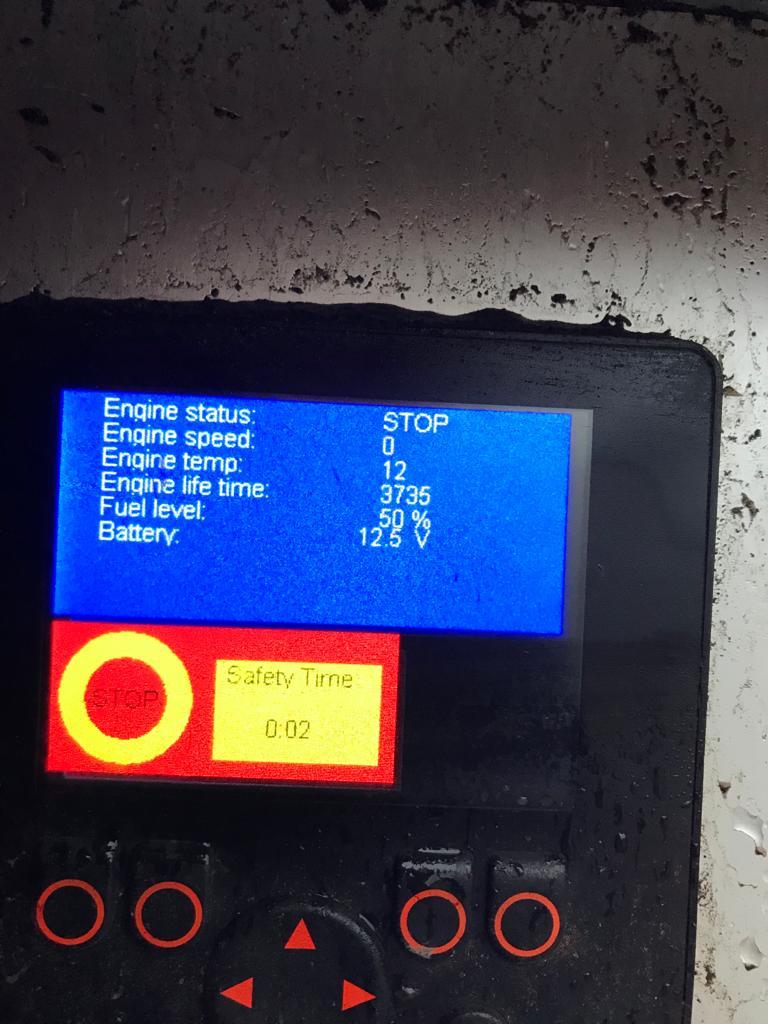 Engine status: STOP
Engine speed: 0
Engine temp: 12
Engine life time: 3735
Fuel level: 50 %
Battery: 12.5 V
STOP
Safety Time
0:02